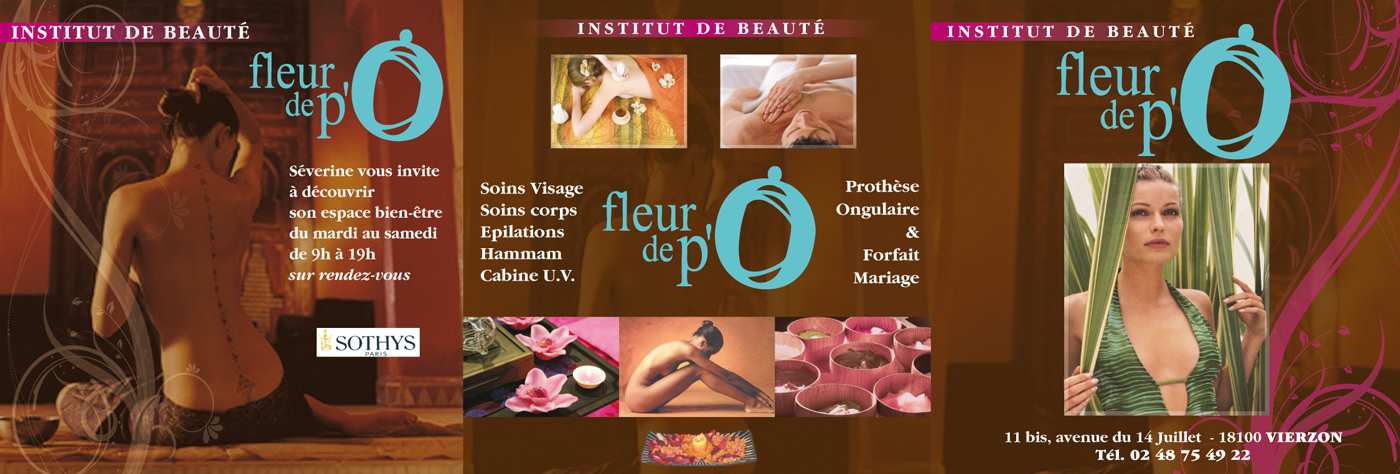 INSTITUT DE BEAUTÉ
fleur
de p'Ô
Séverine vous invite
à découvrir
son espace bien-être
du mardi au samedi
de 9h à 19h
sur rendez-vous
SOTHYS
PARIS
INSTITUT DE BEAUTÉ
Soins Visage
Soins corps
Epilations
Hammam
Cabine U.V.
fleur
de p'Ô
Prothèse
Ongulaire
&
Forfait
Mariage
INSTITUT DE BEAUTÉ
fleur
de p'Ô
11 bis, avenue du 14 Juillet - 18100 VIERZON
Tél. 02 48 75 49 22